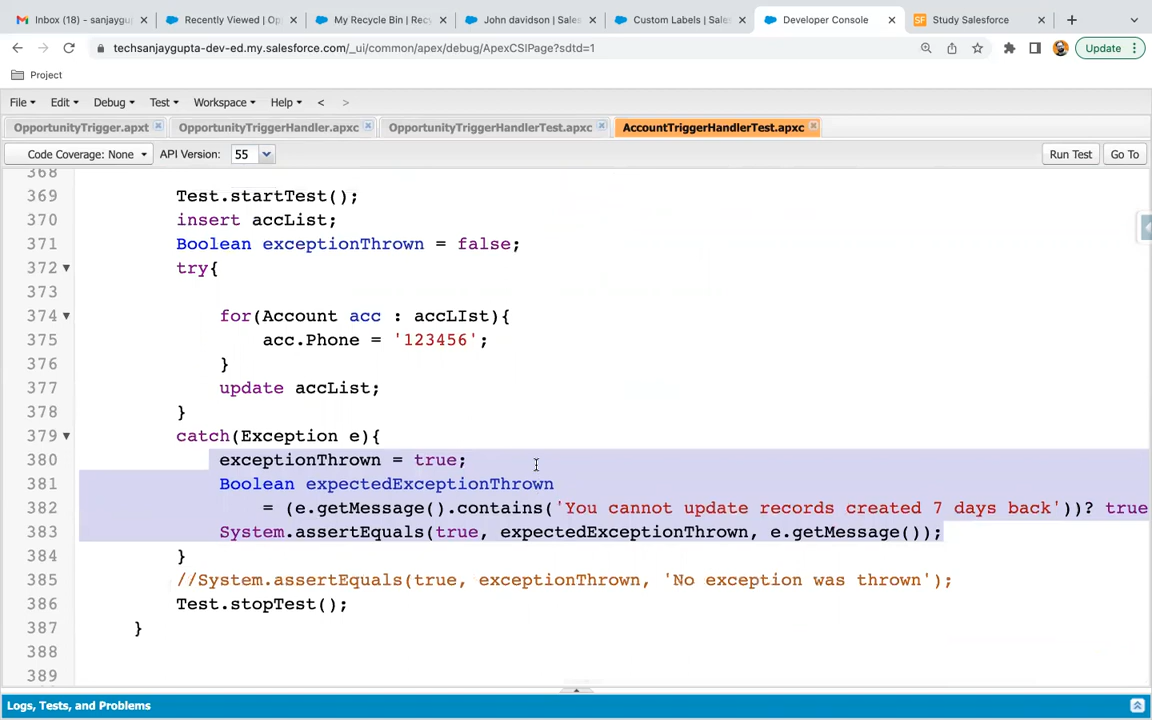 Inbox (916) - sanjaygu
Recently Viewed | Op
My Recycle Bin | Rec
John davidson | Sales
Custom Labels | Sale
Developer Console
Study Salesforce
techsanjaygupta-dev-ed.my.salesforce.com/_ui/common/apex/debug/ApexCSIPage?sdtd=1
Update
Project
File Edit Debug Test Workspace Help < >
OpportunityTrigger.apxt OpportunityTriggerHandler.apxc OpportunityTriggerHandlerTest.apxc AccountTriggerHandlerTest.apxc
Code Coverage: None API Version: 55 Run Test Go To
368
369 Test.startTest();
370 insert accList;
371 Boolean exceptionThrown = false;
372 try{
373
374 for(Account acc : accLIst){
375 acc.Phone = '123456';
376 }
377 update accList;
378 }
379 catch(Exception e){
380 exceptionThrown = true;
381 Boolean expectedExceptionThrown
382 = (e.getMessage().contains('You cannot update records created 7 days back'))? true
383 System.assertEquals(true, expectedExceptionThrown, e.getMessage());
384 }
385 //System.assertEquals(true, exceptionThrown, 'No exception was thrown');
386 Test.stopTest();
387 }
388
389
Logs, Tests, and Problems